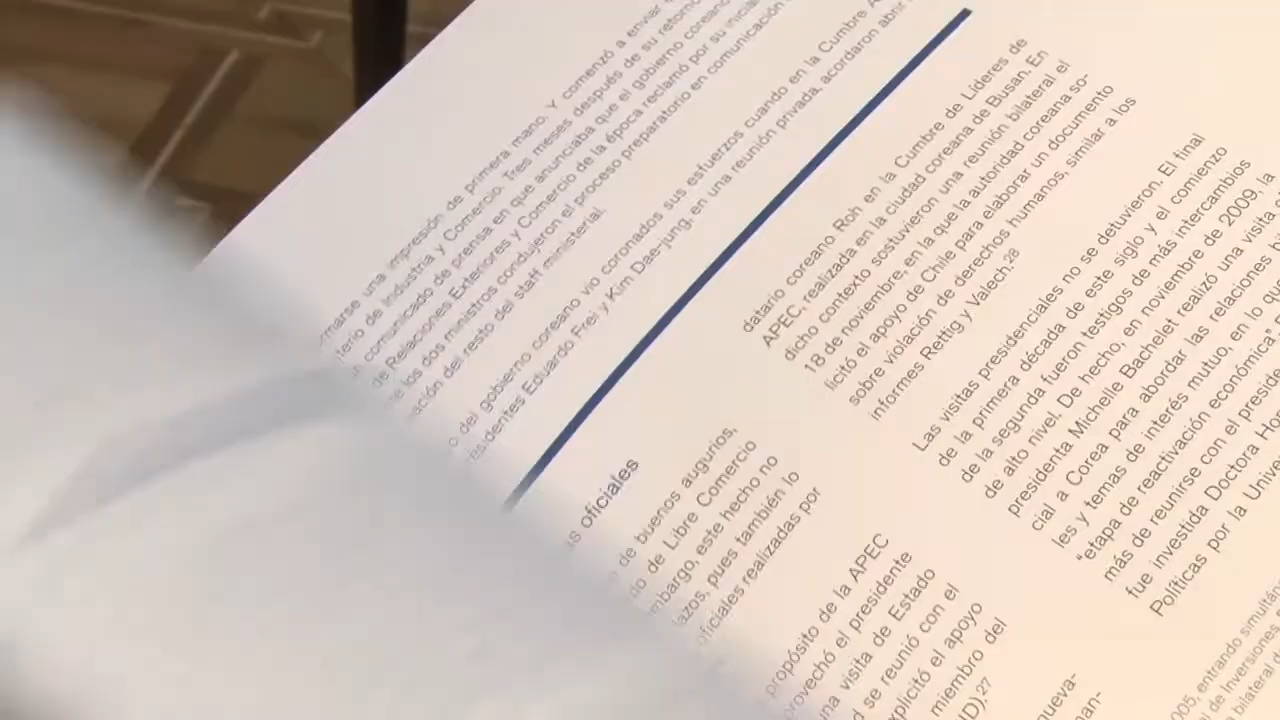 una impresión de primera mano. Y comenzó a enviar
de Industria y Comercio. Tres meses después de su retorno
comunicado de prensa en que anunciaba que el gobierno coreano
de Relaciones Exteriores y Comercio de la época reclamó por su
los dos ministros condujeron el proceso preparatorio en comunicación
ación del resto del staff ministerial.
del gobierno coreano vio coronados sus esfuerzos cuando en la Cumbre
residentes Eduardo Frei y Kim Dae-jung, en una reunión privada, acordaron abrir
oficiales
de buenos augurios,
do de Libre Comercio
mbargo, este hecho no
lazos, pues también lo
oficiales realizadas por
propósito de la APEC
rovechó el presidente
una visita de Estado
d se reunió con el
xplicitó el apoyo
miembro del
ID).27
nueva-
datario coreano Roh en la Cumbre de Líderes de
APEC, realizada en la ciudad coreana de Busan. En
dicho contexto sostuvieron una reunión bilateral el
18 de noviembre, en la que la autoridad coreana so-
licitó el apoyo de Chile para elaborar un documento
sobre violación de derechos humanos, similar a los
informes Rettig y Valech.28
Las visitas presidenciales no se detuvieron. El final
de la primera década de este siglo y el comienzo
de la segunda fueron testigos de más intercambios
de alto nivel. De hecho, en noviembre de 2009, la
presidenta Michelle Bachelet realizó una visita
cial a Corea para abordar las relaciones
les y temas de interés mutuo, en lo que
“etapa de reactivación económica”
más de reunirse con el presid
fue investida Doctora Ho
Políticas por la Unive
005, entrando simultán
de Inversiones
bilateral